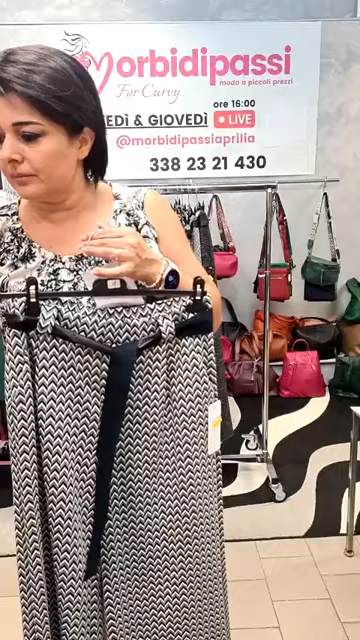 morbidipassi
moda a piccoli prezzi
For Curvy
ore 16:00
EDì & GIOVEDì LIVE
@morbidipassiaprilia
338 23 21 430